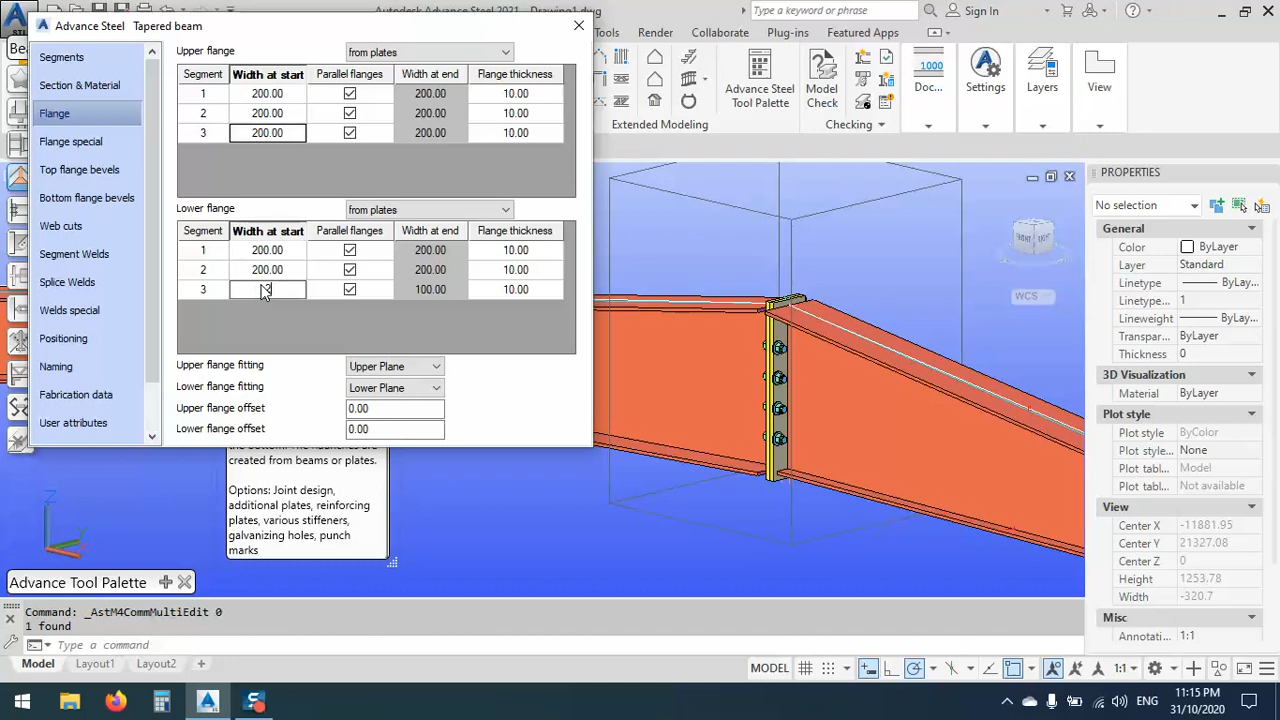 Advance Steel Tapered beam
Autodesk Advance Steel 2021 Drawing1.dwg
Type a keyword or phrase
Sign In
Tools
Render
Collaborate
Plug-ins
Featured Apps
Advance Steel
Tool Palette
Model
Check
1000
Doc...
Settings
Layers
View
Extended Modeling
Checking
Segments
Section & Material
Flange
Flange special
Top flange bevels
Bottom flange bevels
Web cuts
Segment Welds
Splice Welds
Welds special
Positioning
Naming
Fabrication data
User attributes
Upper flange from plates
Segment Width at start Parallel flanges Width at end Flange thickness
1 200.00 200.00 10.00
2 200.00 200.00 10.00
3 200.00 200.00 10.00
Lower flange from plates
Segment Width at start Parallel flanges Width at end Flange thickness
1 200.00 200.00 10.00
2 200.00 200.00 10.00
3 100.00 10.00
Upper flange fitting Upper Plane
Lower flange fitting Lower Plane
Upper flange offset 0.00
Lower flange offset 0.00
the bottom. The haunches are
created from beams or plates.
Options: Joint design,
additional plates, reinforcing
plates, various stiffeners,
galvanizing holes, punch
marks
Advance Tool Palette
WCS
PROPERTIES
No selection
General
Color ByLayer
Layer Standard
Linetype ByLay...
Linetype... 1
Lineweight ByLay...
Transpar... ByLayer
Thickness 0
3D Visualization
Material ByLayer
Plot style
Plot style ByColor
Plot style... None
Plot tabl... Model
Plot tabl... Not available
View
Center X -11881.95
Center Y 21327.08
Center Z 0
Height 1253.78
Width -320.7
Misc
Annotati... 1:1
Command: _AstM4CommMultiEdit 0
1 found
Type a command
Model Layout1 Layout2
MODEL
1:1
ENG
11:15 PM
31/10/2020